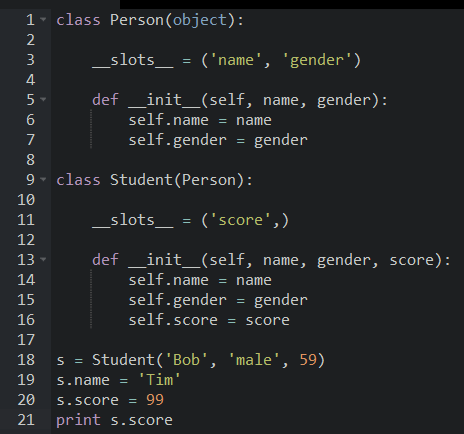 1 class Person(object):
2
3     __slots__ = ('name', 'gender')
4
5     def __init__(self, name, gender):
6         self.name = name
7         self.gender = gender
8
9 class Student(Person):
10
11     __slots__ = ('score',)
12
13     def __init__(self, name, gender, score):
14         self.name = name
15         self.gender = gender
16         self.score = score
17
18 s = Student('Bob', 'male', 59)
19 s.name = 'Tim'
20 s.score = 99
21 print s.score